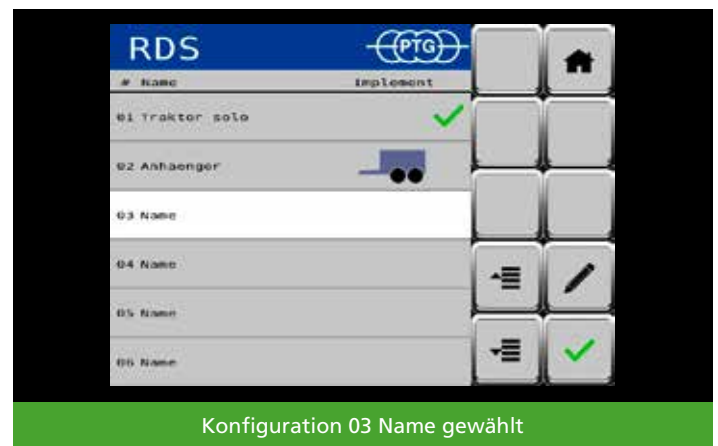 RDS
PTG
# Name Implement
01 Traktor solo
02 Anhaenger
03 Name
04 Name
05 Name
06 Name
Konfiguration 03 Name gewählt